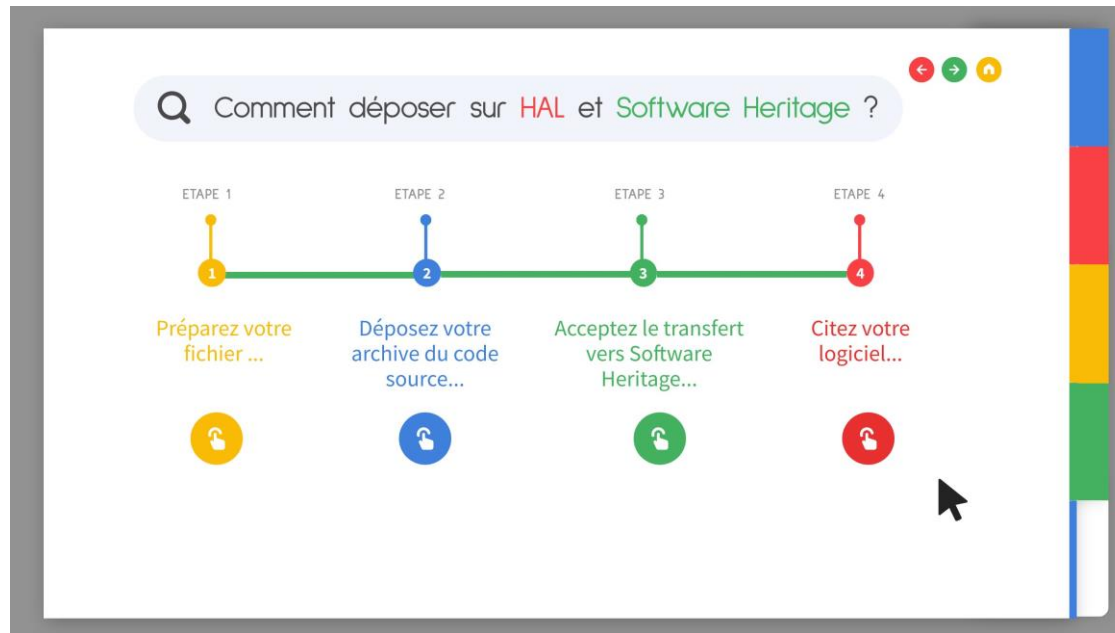 Comment déposer sur HAL et Software Heritage ?
ETAPE 1
ETAPE 2
ETAPE 3
ETAPE 4
1
2
3
4
Préparez votre
fichier ...
Déposez votre
archive du code
source...
Acceptez le transfert
vers Software
Heritage...
Citez votre
logiciel...